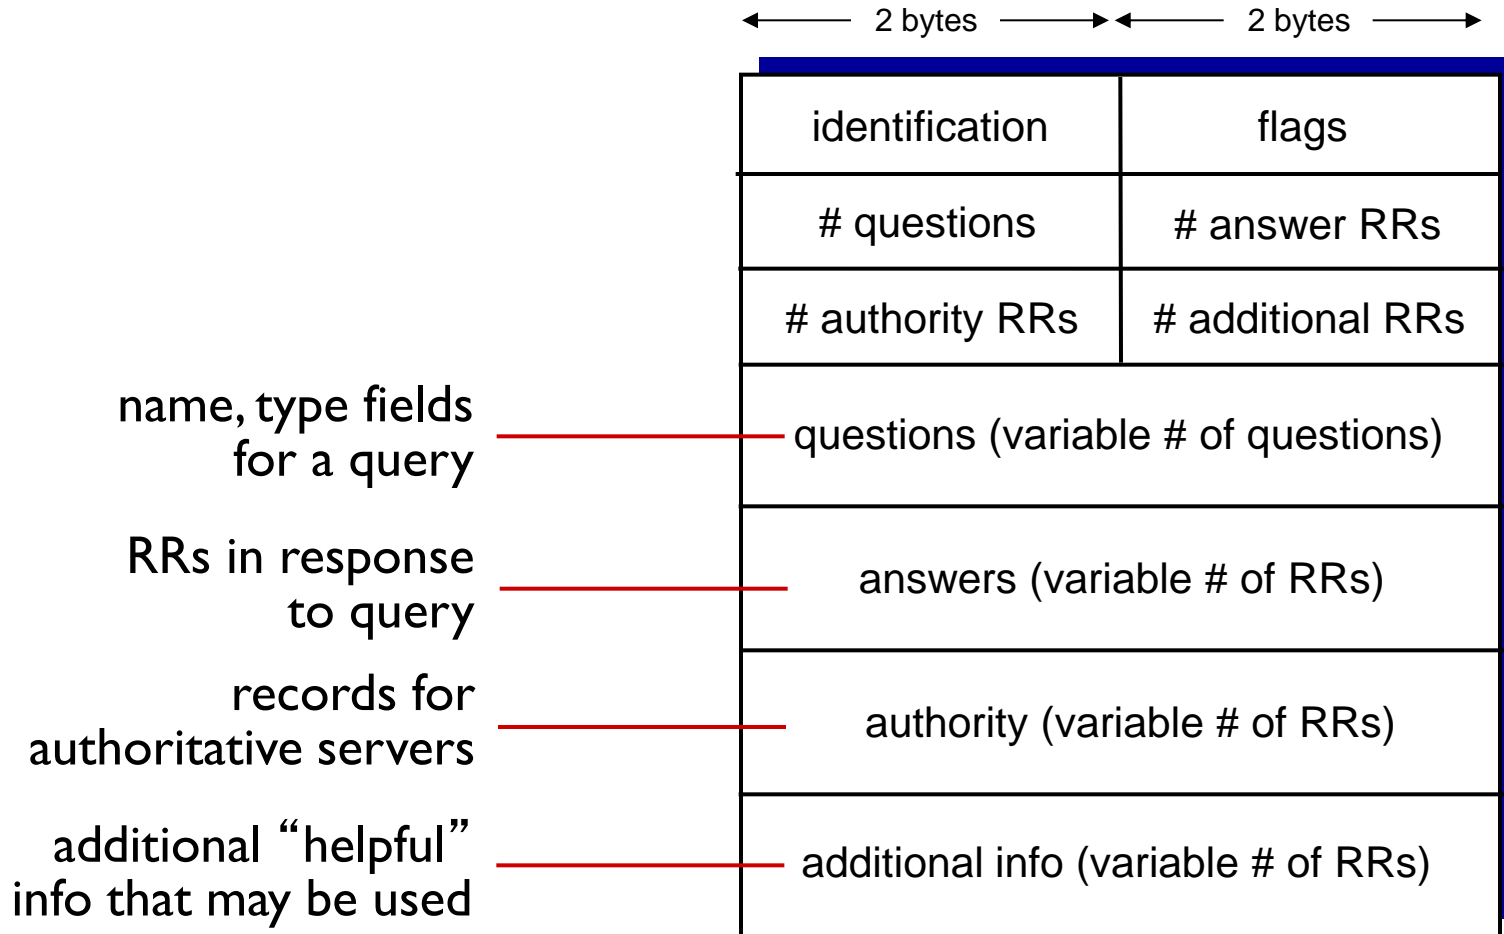 2 bytes 2 bytes
identification flags
# questions # answer RRs
# authority RRs # additional RRs
name, type fields
for a query
questions (variable # of questions)
RRs in response
to query
answers (variable # of RRs)
records for
authoritative servers
authority (variable # of RRs)
additional “helpful”
info that may be used
additional info (variable # of RRs)